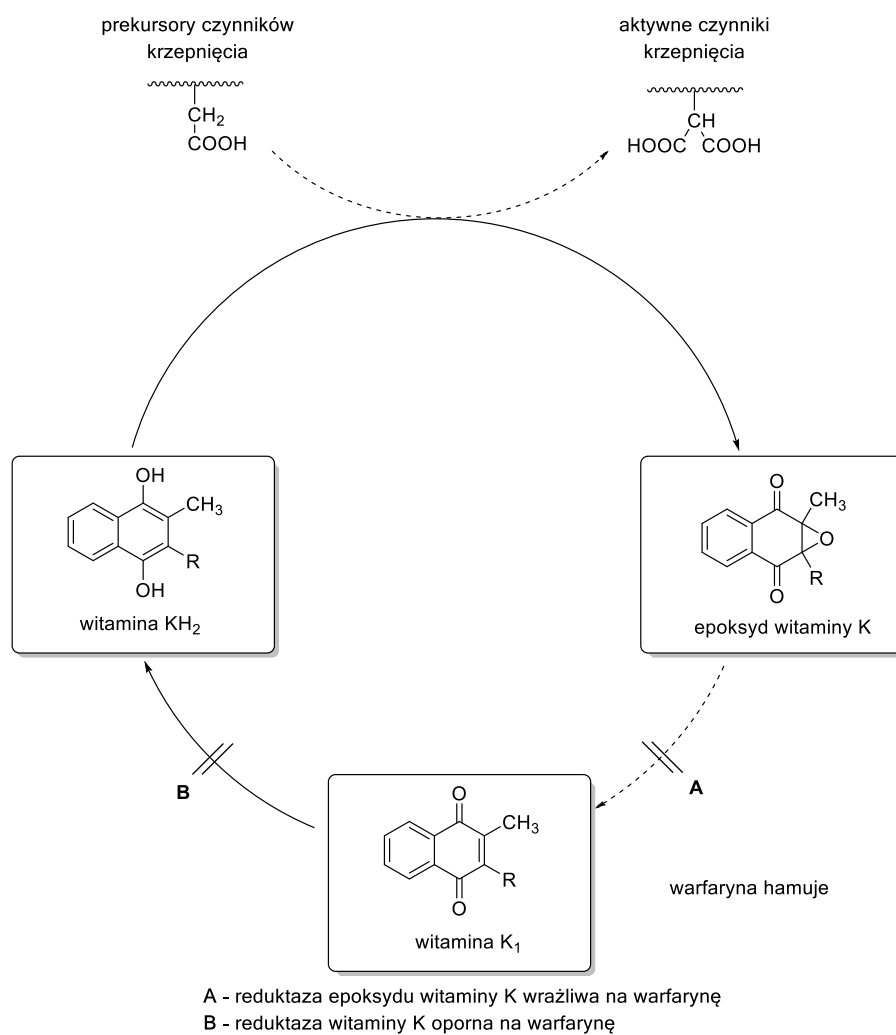 prekursory czynników
krzepnięcia
aktywne czynniki
krzepnięcia
CH₂
COOH
CH
HOOC COOH
OH
CH₃
R
OH
witamina KH₂
O
CH₃
O
R
O
epoksyd witaminy K
B
A
O
CH₃
R
O
witamina K₁
warfaryna hamuje
A - reduktaza epoksydu witaminy K wrażliwa na warfarynę
B - reduktaza witaminy K oporna na warfarynę